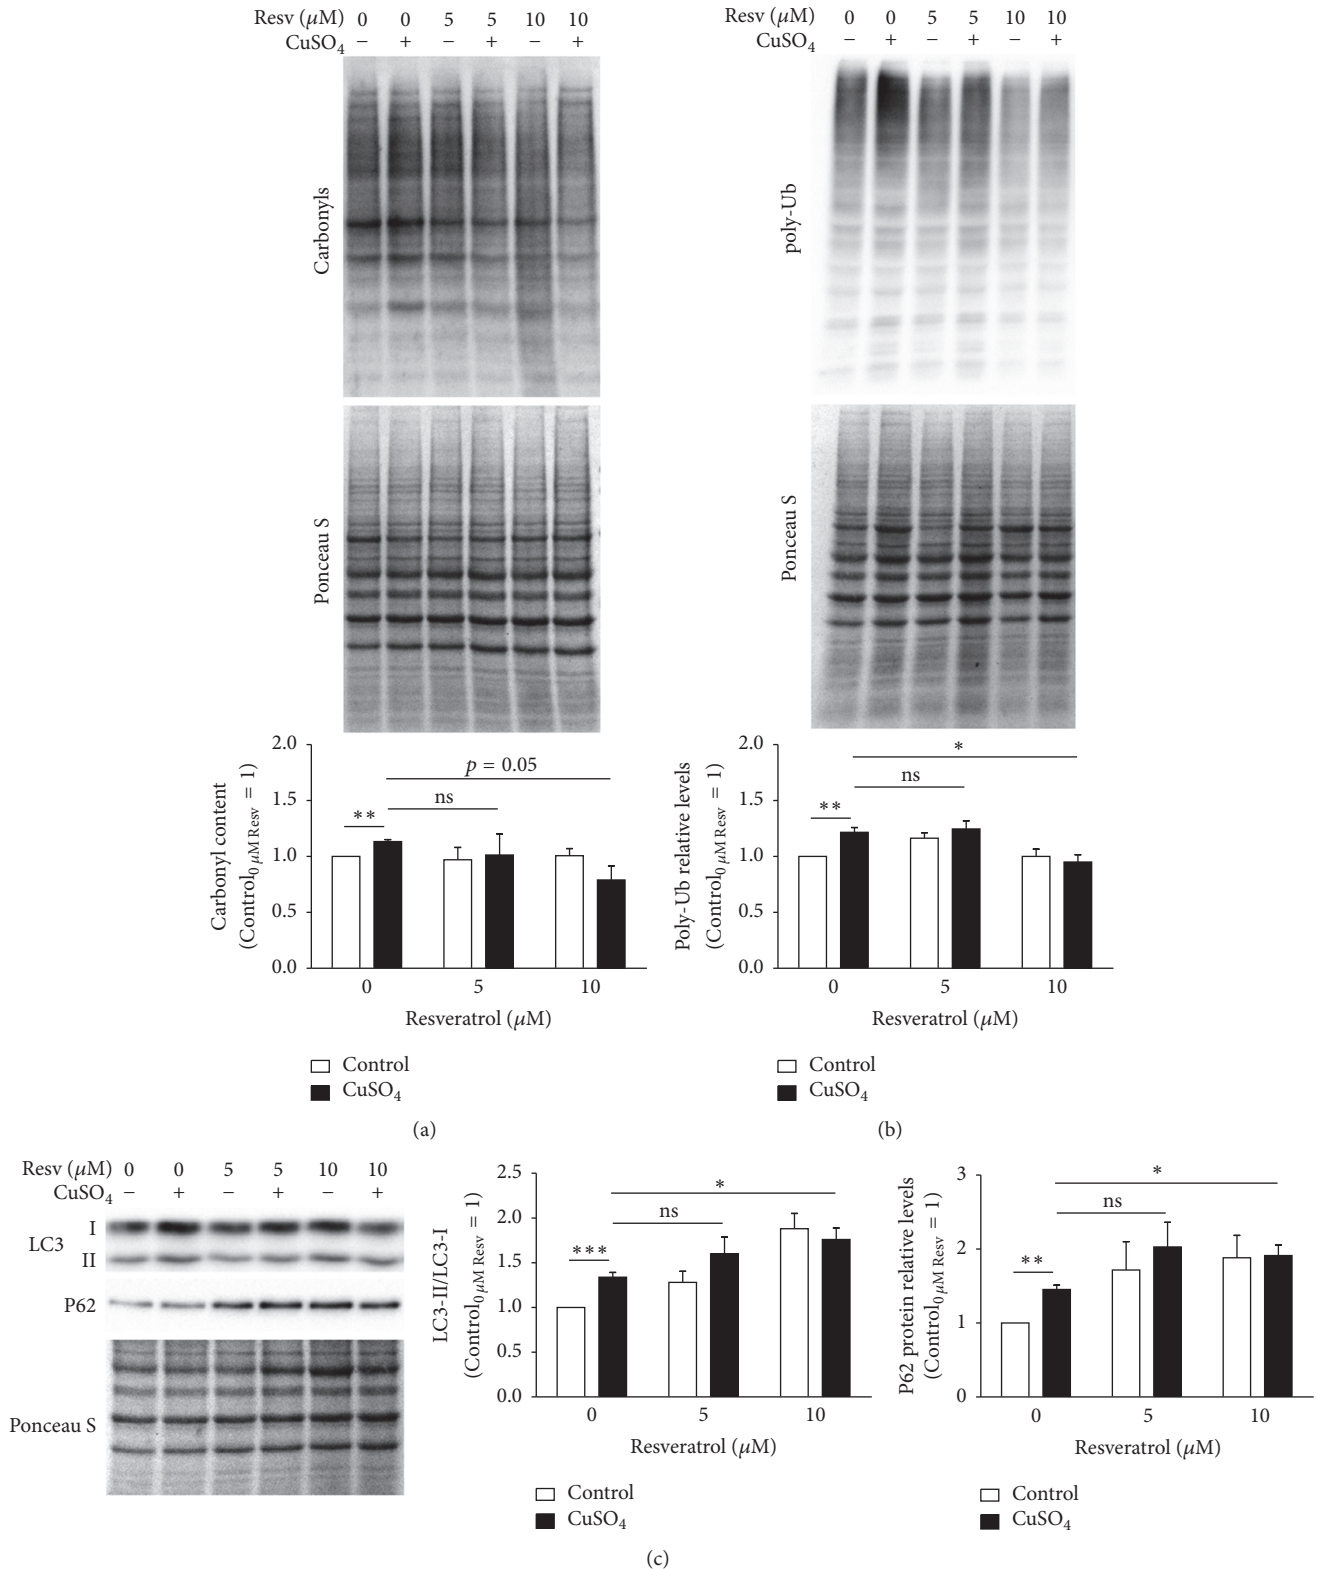 Resv (μM) 0 0 5 5 10 10
CuSO4 − + − + − +
Carbonyls
Ponceau S
2.0
1.5
1.0
0.5
0.0
Carbonyl content
(Control0 μM Resv = 1)
p = 0.05
ns
**
0 5 10
Resveratrol (μM)
Control
CuSO4
(a)
Resv (μM) 0 0 5 5 10 10
CuSO4 − + − + − +
poly-Ub
Ponceau S
2.0
1.5
1.0
0.5
0.0
Poly-Ub relative levels
(Control0 μM Resv = 1)
*
ns
**
0 5 10
Resveratrol (μM)
Control
CuSO4
(b)
Resv (μM) 0 0 5 5 10 10
CuSO4 − + − + − +
LC3
I
II
P62
Ponceau S
2.5
2.0
1.5
1.0
0.5
0.0
LC3-II/LC3-I
(Control0 μM Resv = 1)
*
ns
***
0 5 10
Resveratrol (μM)
Control
CuSO4
3
2
1
0
P62 protein relative levels
(Control0 μM Resv = 1)
*
ns
**
0 5 10
Resveratrol (μM)
Control
CuSO4
(c)